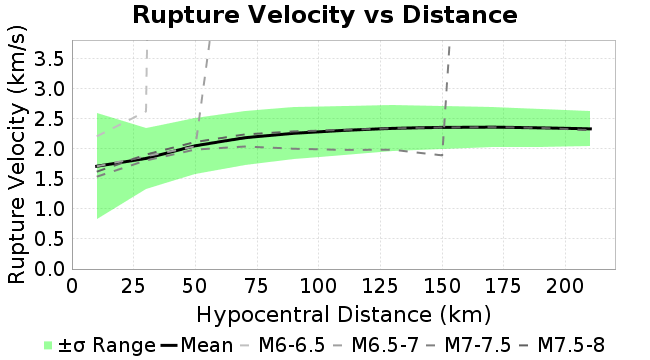 Rupture Velocity vs Distance
Rupture Velocity (km/s)
3.5
3.0
2.5
2.0
1.5
1.0
0.5
0.0
0 25 50 75 100 125 150 175 200
Hypocentral Distance (km)
±σ Range Mean M6-6.5 M6.5-7 M7-7.5 M7.5-8